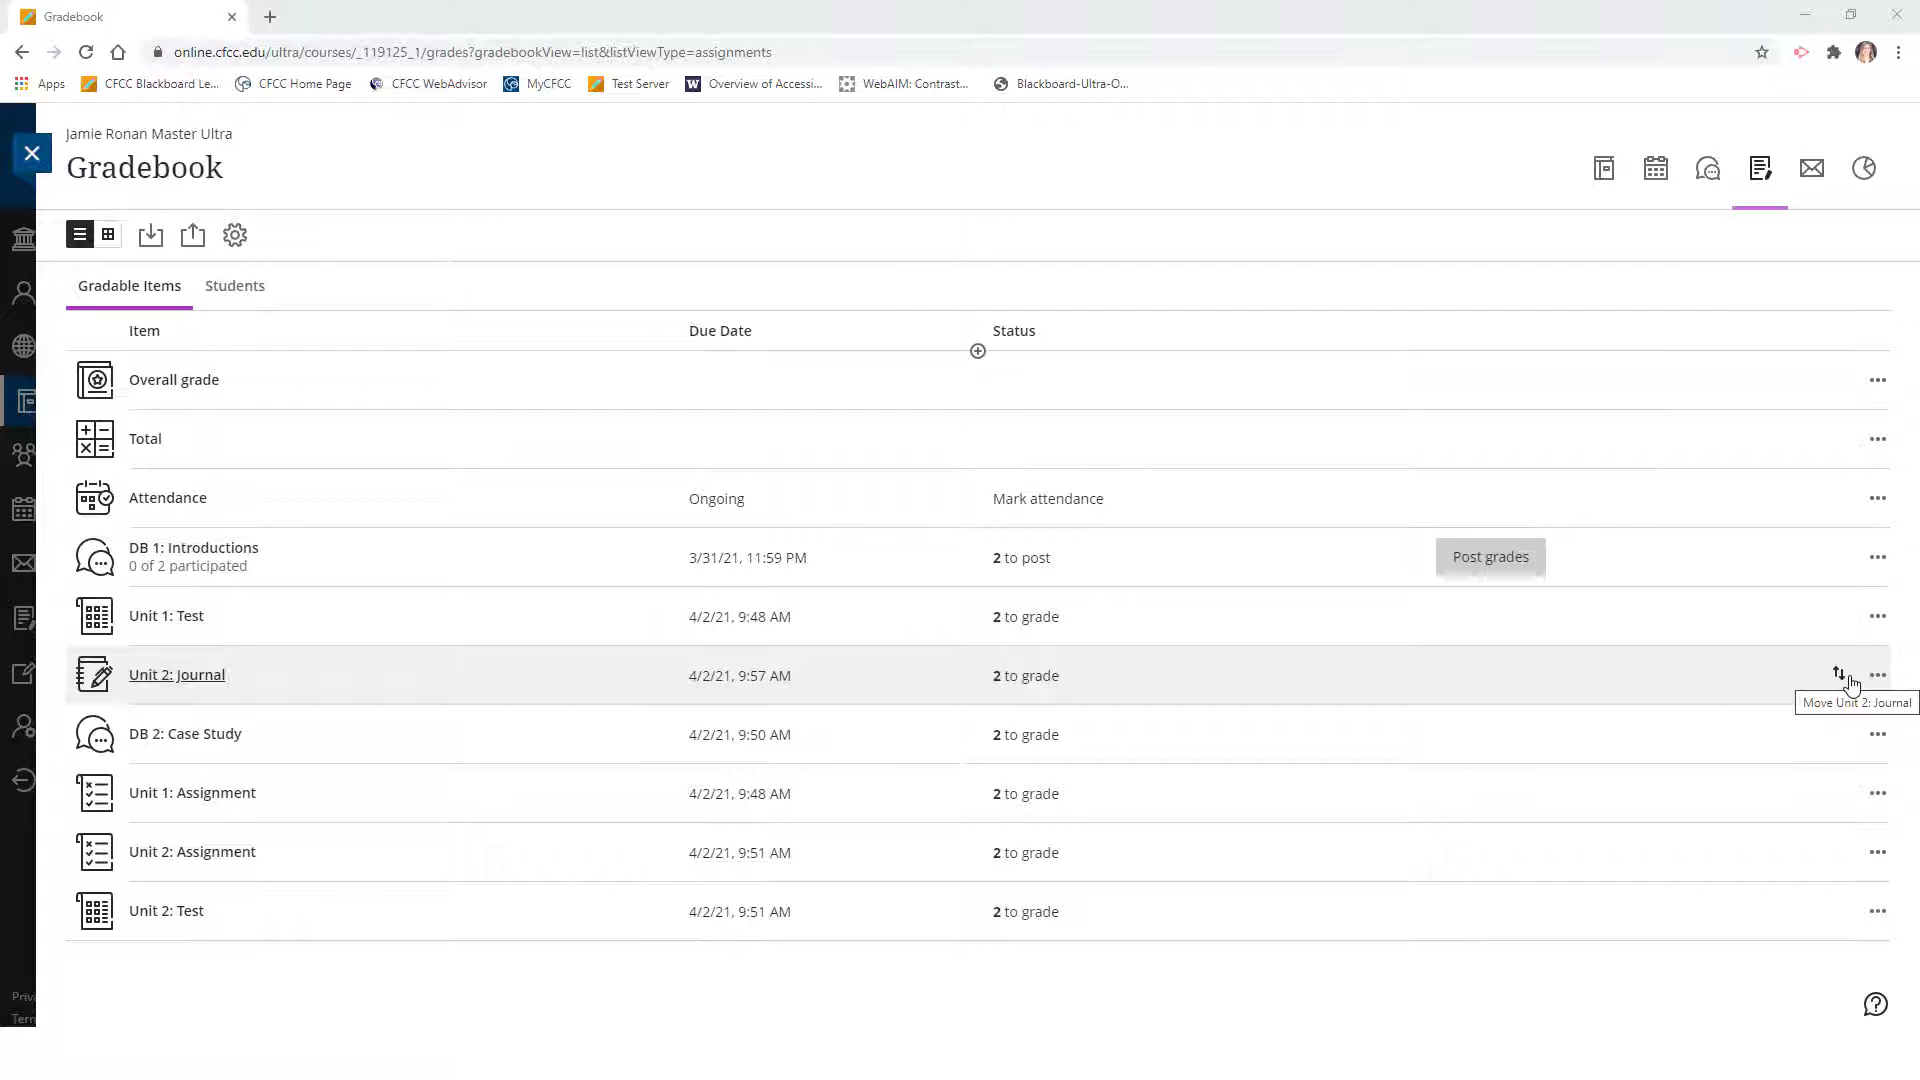 Gradebook
online.cfcc.edu/ultra/courses/_119125_1/grades?gradebookView=list&listViewType=assignments
Apps
CFCC Blackboard Le...
CFCC Home Page
CFCC WebAdvisor
MyCFCC
Test Server
W Overview of Accessi...
WebAIM: Contrast...
Blackboard-Ultra-O...
Jamie Ronan Master Ultra
Gradebook
Gradable Items
Students
Item Due Date Status
Overall grade
Total
Attendance Ongoing Mark attendance
DB 1: Introductions
0 of 2 participated
3/31/21, 11:59 PM 2 to post Post grades
Unit 1: Test 4/2/21, 9:48 AM 2 to grade
Unit 2: Journal 4/2/21, 9:57 AM 2 to grade
Move Unit 2: Journal
DB 2: Case Study 4/2/21, 9:50 AM 2 to grade
Unit 1: Assignment 4/2/21, 9:48 AM 2 to grade
Unit 2: Assignment 4/2/21, 9:51 AM 2 to grade
Unit 2: Test 4/2/21, 9:51 AM 2 to grade